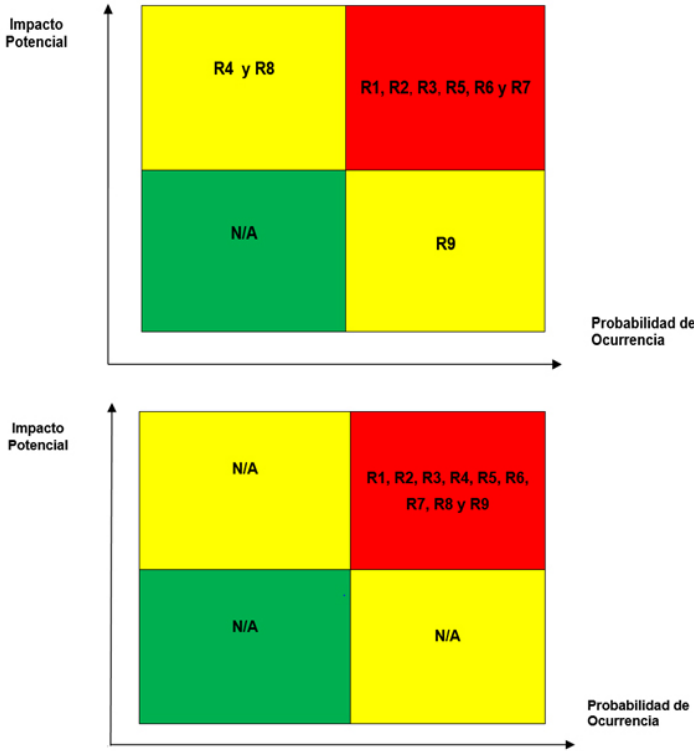 Impacto
Potencial
R4 y R8
R1, R2, R3, R5, R6 y R7
N/A
R9
Probabilidad de
Ocurrencia
Impacto
Potencial
N/A
R1, R2, R3, R4, R5, R6,
R7, R8 y R9
N/A
N/A
Probabilidad de
Ocurrencia